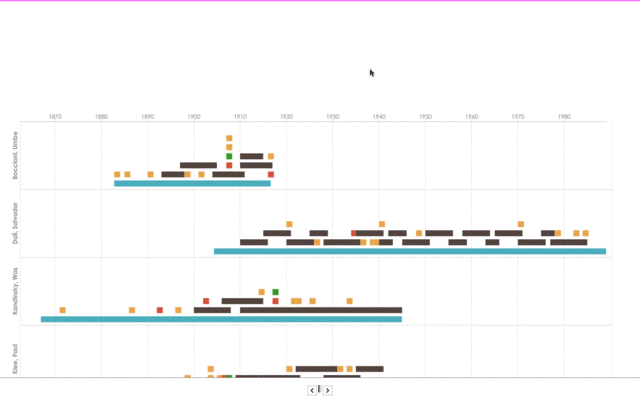 1870 1880 1890 1900 1910 1920 1930 1940 1950 1960 1970 1980
Boccioni, Umbe
Dalí, Salvador
Kandinsky, Was
Klee, Paul